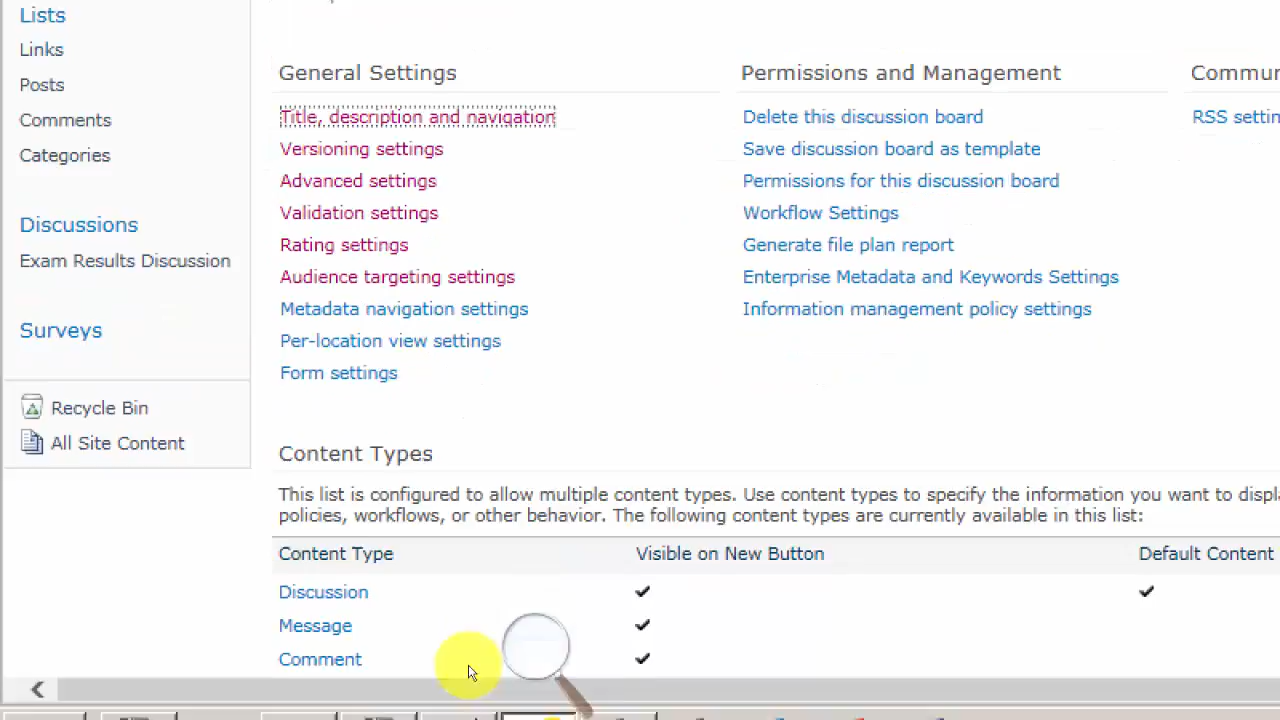 Lists
Links
Posts
Comments
Categories
Discussions
Exam Results Discussion
Surveys
Recycle Bin
All Site Content
General Settings
Title, description and navigation
Versioning settings
Advanced settings
Validation settings
Rating settings
Audience targeting settings
Metadata navigation settings
Per-location view settings
Form settings
Permissions and Management
Delete this discussion board
Save discussion board as template
Permissions for this discussion board
Workflow Settings
Generate file plan report
Enterprise Metadata and Keywords Settings
Information management policy settings
Commun
RSS settin
Content Types
This list is configured to allow multiple content types. Use content types to specify the information you want to displa
policies, workflows, or other behavior. The following content types are currently available in this list:
Content Type Visible on New Button Default Content
Discussion
Message
Comment